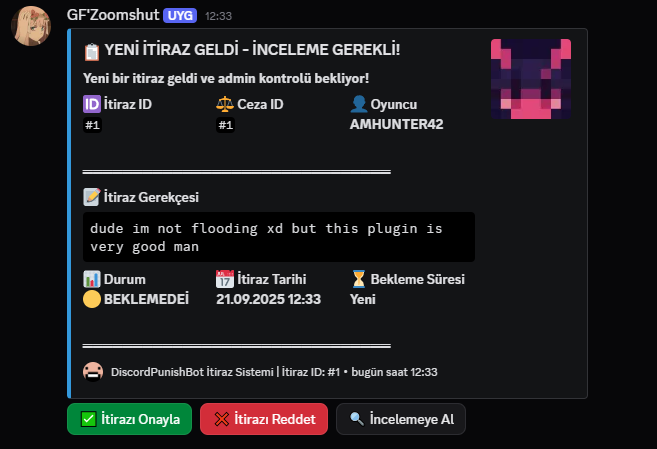 GF'Zoomshut UYG 12:33
📋 YENİ İTİRAZ GELDİ - İNCELEME GEREKLİ!
Yeni bir itiraz geldi ve admin kontrolü bekliyor!
🆔 İtiraz ID ⚖️ Ceza ID 👤 Oyuncu
#1 #1 AMHUNTER42
📝 İtiraz Gerekçesi
dude im not flooding xd but this plugin is
very good man
📊 Durum 📅 İtiraz Tarihi ⏳ Bekleme Süresi
🟡 BEKLEMEDEİ 21.09.2025 12:33 Yeni
DiscordPunishBot İtiraz Sistemi | İtiraz ID: #1 • bugün saat 12:33
✅ İtirazı Onayla ❌ İtirazı Reddet 🔍 İncelemeye Al